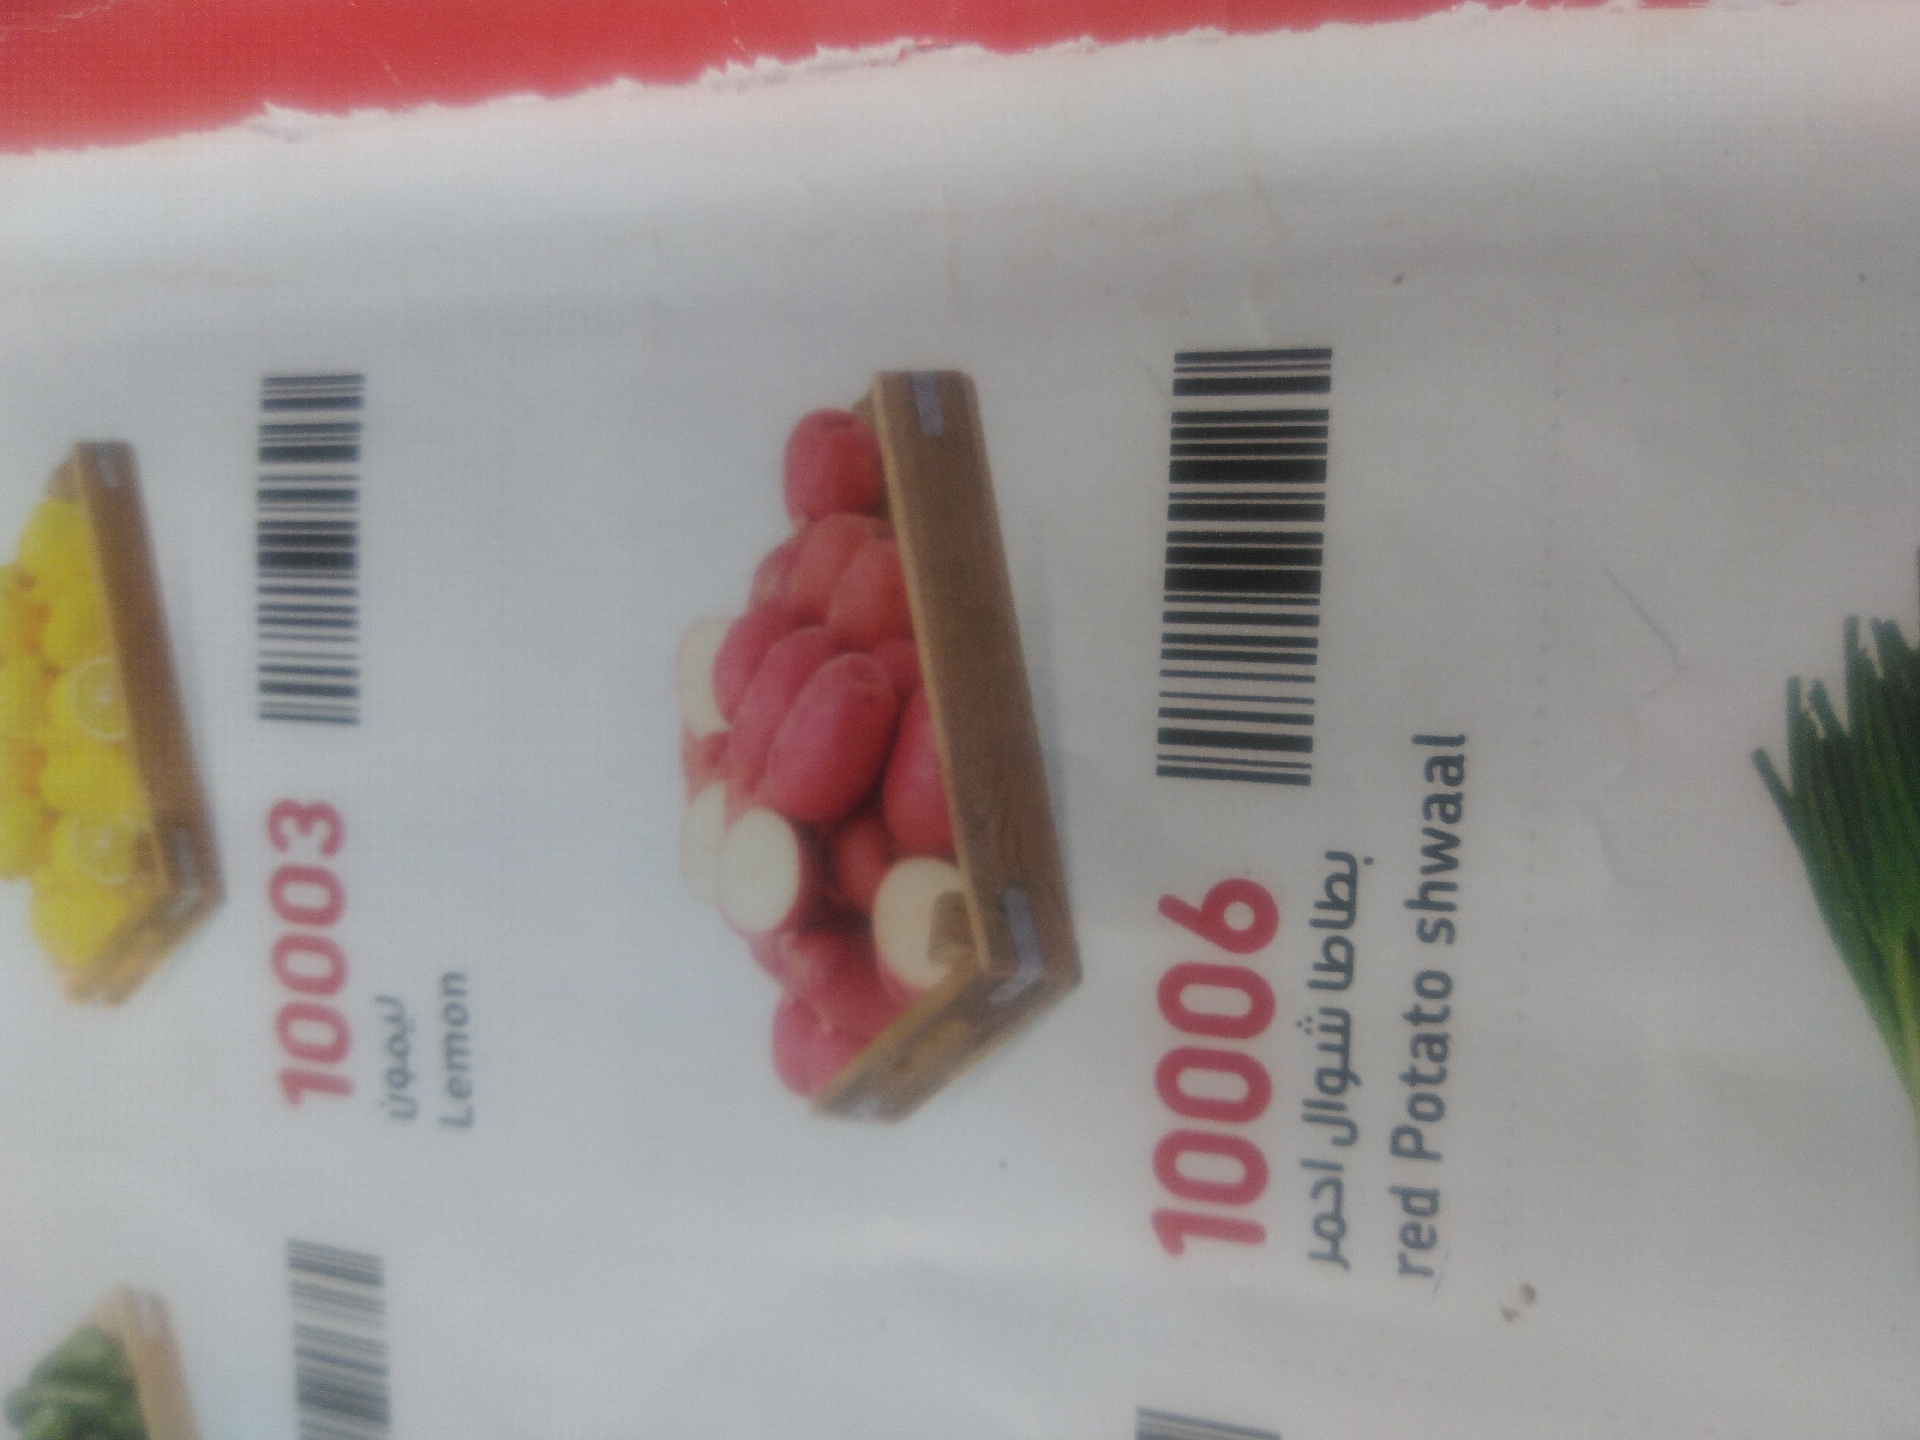 10003
ليمون
Lemon
10006
بطاطا شوال احمر
red Potato shwaal